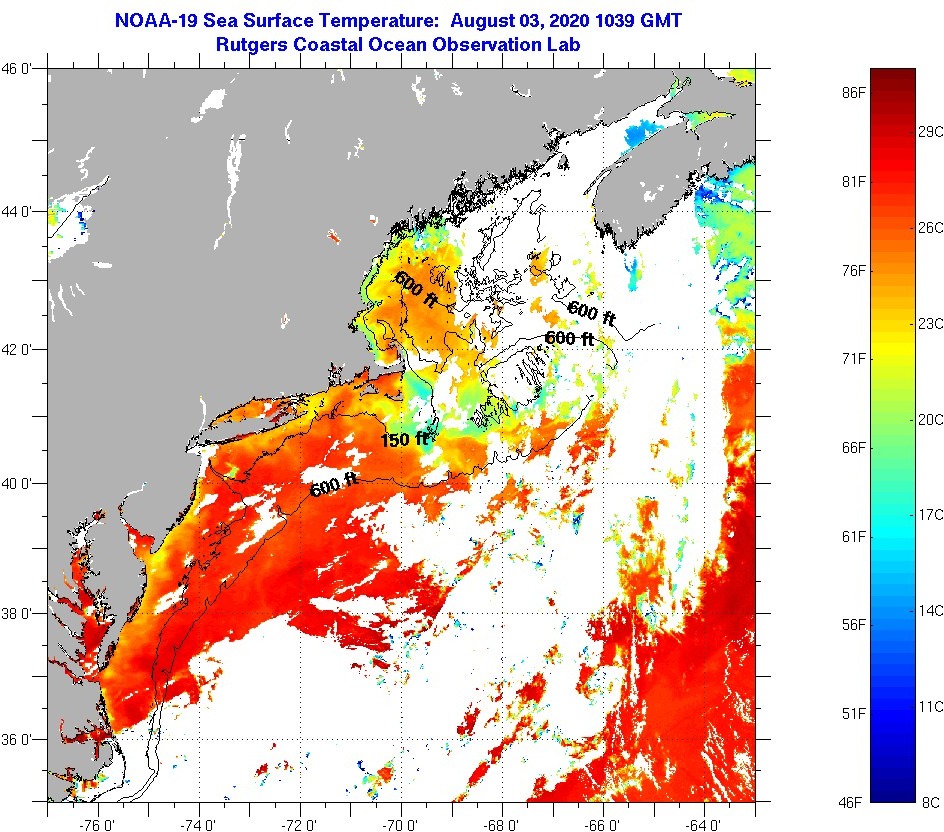 NOAA-19 Sea Surface Temperature:  August 03, 2020 1039 GMT
Rutgers Coastal Ocean Observation Lab
46 0'
44 0'
42 0'
40 0'
38 0'
36 0'
-76 0'
-74 0'
-72 0'
-70 0'
-68 0'
-66 0'
-64 0'
600 ft
600 ft
600 ft
150 ft
600 ft
86F
81F
76F
71F
66F
61F
56F
51F
46F
29C
26C
23C
20C
17C
14C
11C
8C